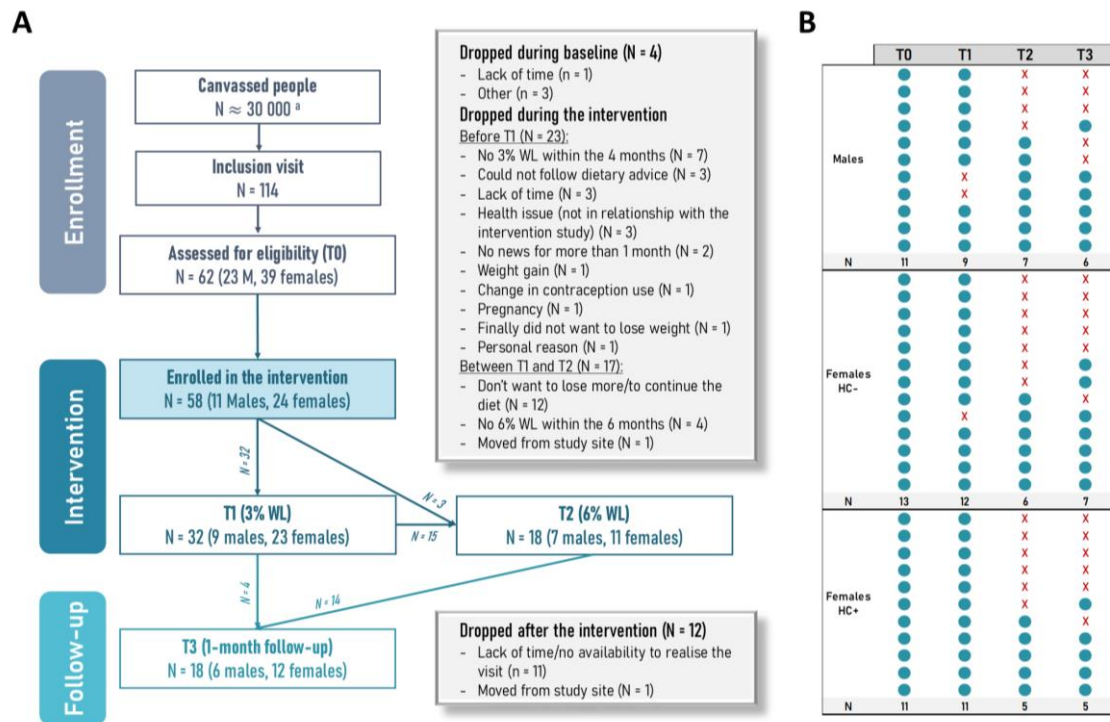 A
Enrollment
Canvassed people
N ≈ 30 000 ᵃ
Inclusion visit
N = 114
Assessed for eligibility (T0)
N = 62 (23 M, 39 females)
Intervention
Enrolled in the intervention
N = 58 (11 Males, 24 females)
N = 32
N = 3
T1 (3% WL)
N = 32 (9 males, 23 females)
N = 15
T2 (6% WL)
N = 18 (7 males, 11 females)
Follow-up
N = 4
N = 14
T3 (1-month follow-up)
N = 18 (6 males, 12 females)
Dropped during baseline (N = 4)
- Lack of time (n = 1)
- Other (n = 3)
Dropped during the intervention
Before T1 (N = 23):
- No 3% WL within the 4 months (N = 7)
- Could not follow dietary advice (N = 3)
- Lack of time (N = 3)
- Health issue (not in relationship with the
intervention study) (N = 3)
- No news for more than 1 month (N = 2)
- Weight gain (N = 1)
- Change in contraception use (N = 1)
- Pregnancy (N = 1)
- Finally did not want to lose weight (N = 1)
- Personal reason (N = 1)
Between T1 and T2 (N = 17):
- Don't want to lose more/to continue the
diet (N = 12)
- No 6% WL within the 6 months (N = 4)
- Moved from study site (N = 1)
Dropped after the intervention (N = 12)
- Lack of time/no availability to realise the
visit (n = 11)
- Moved from study site (N = 1)
B
T0 T1 T2 T3
X X
X X
X X
X
X
Males X
X
X
N 11 9 7 6
X X
X X
X X
X X
X X
Females X
HC- X
X
X
N 13 12 6 7
X X
X X
X X
X X
X X
Females X
HC+ X
N 11 11 5 5